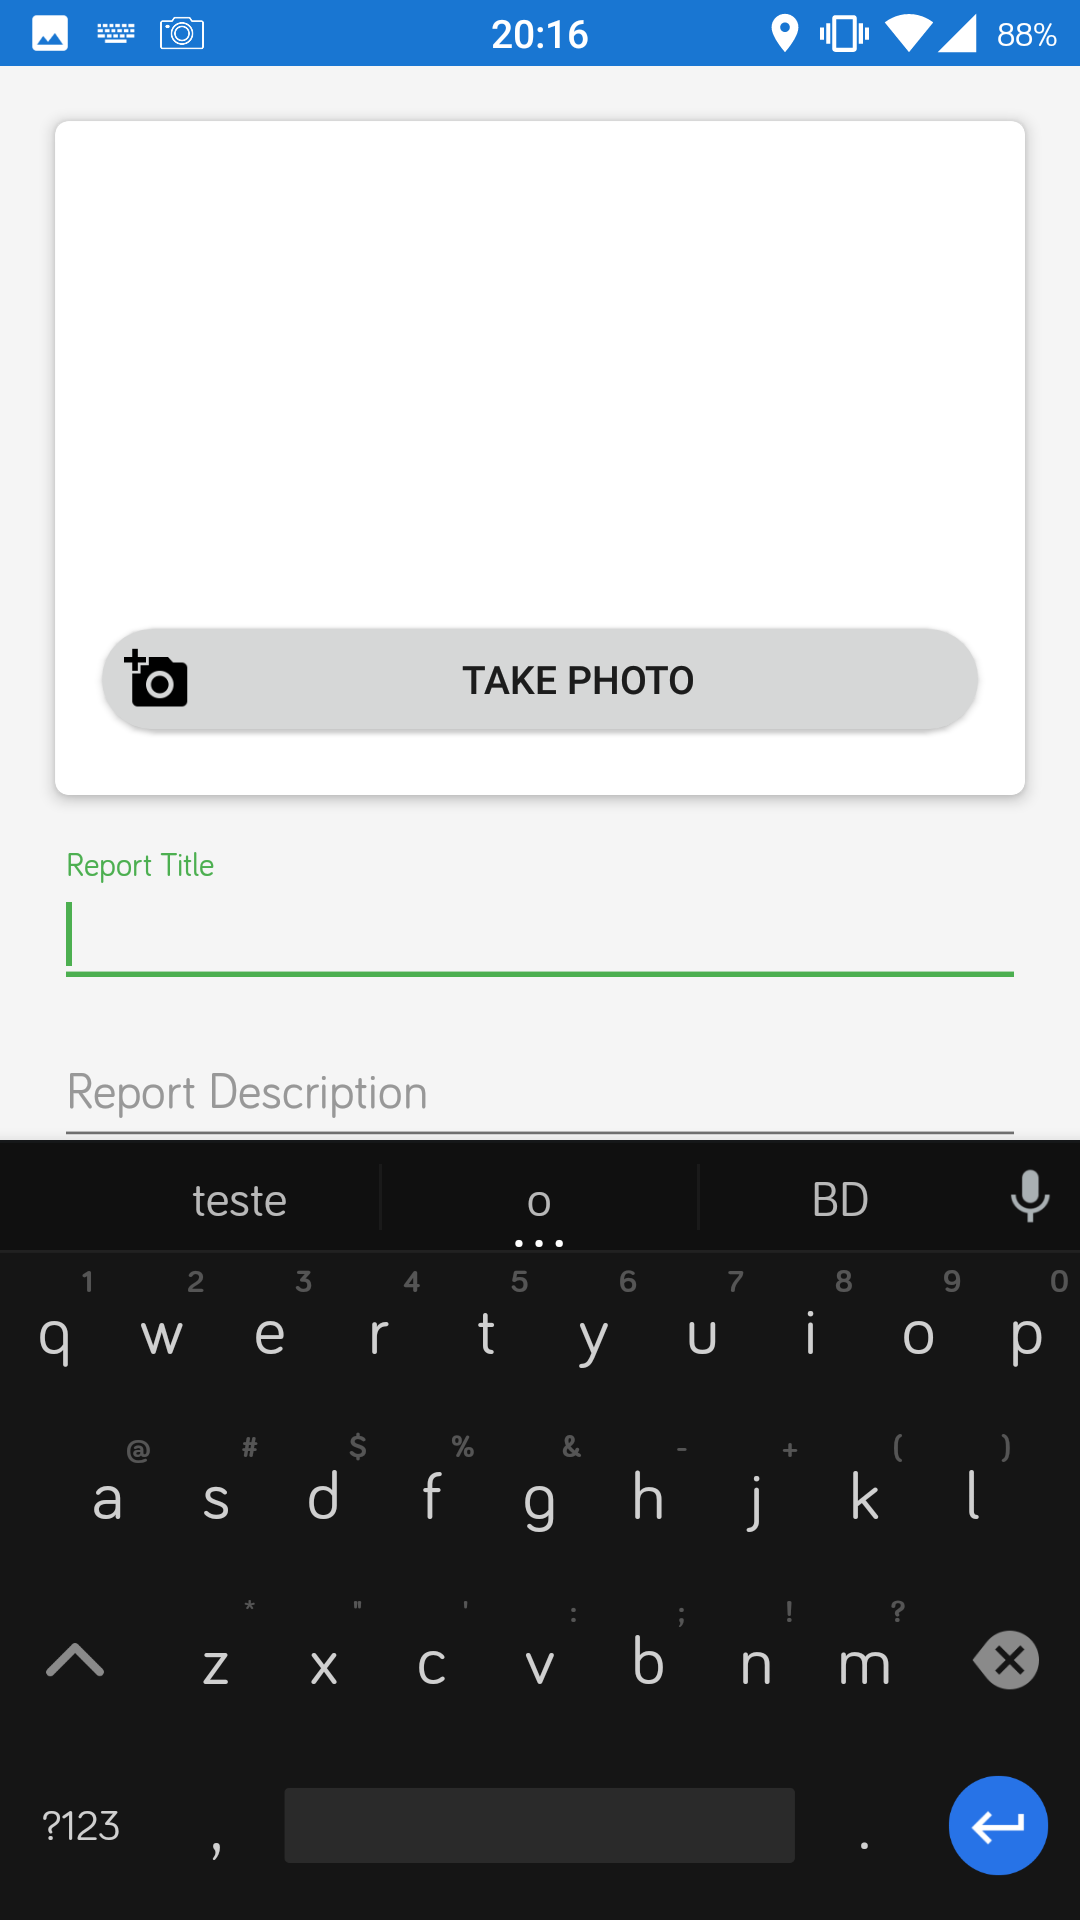 20:16 88%
TAKE PHOTO
Report Title
Report Description
teste o BD
1 2 3 4 5 6 7 8 9 0
q w e r t y u i o p
@ # $ % & - + ( )
a s d f g h j k l
* " ' : ; ! ?
z x c v b n m
?123 , .